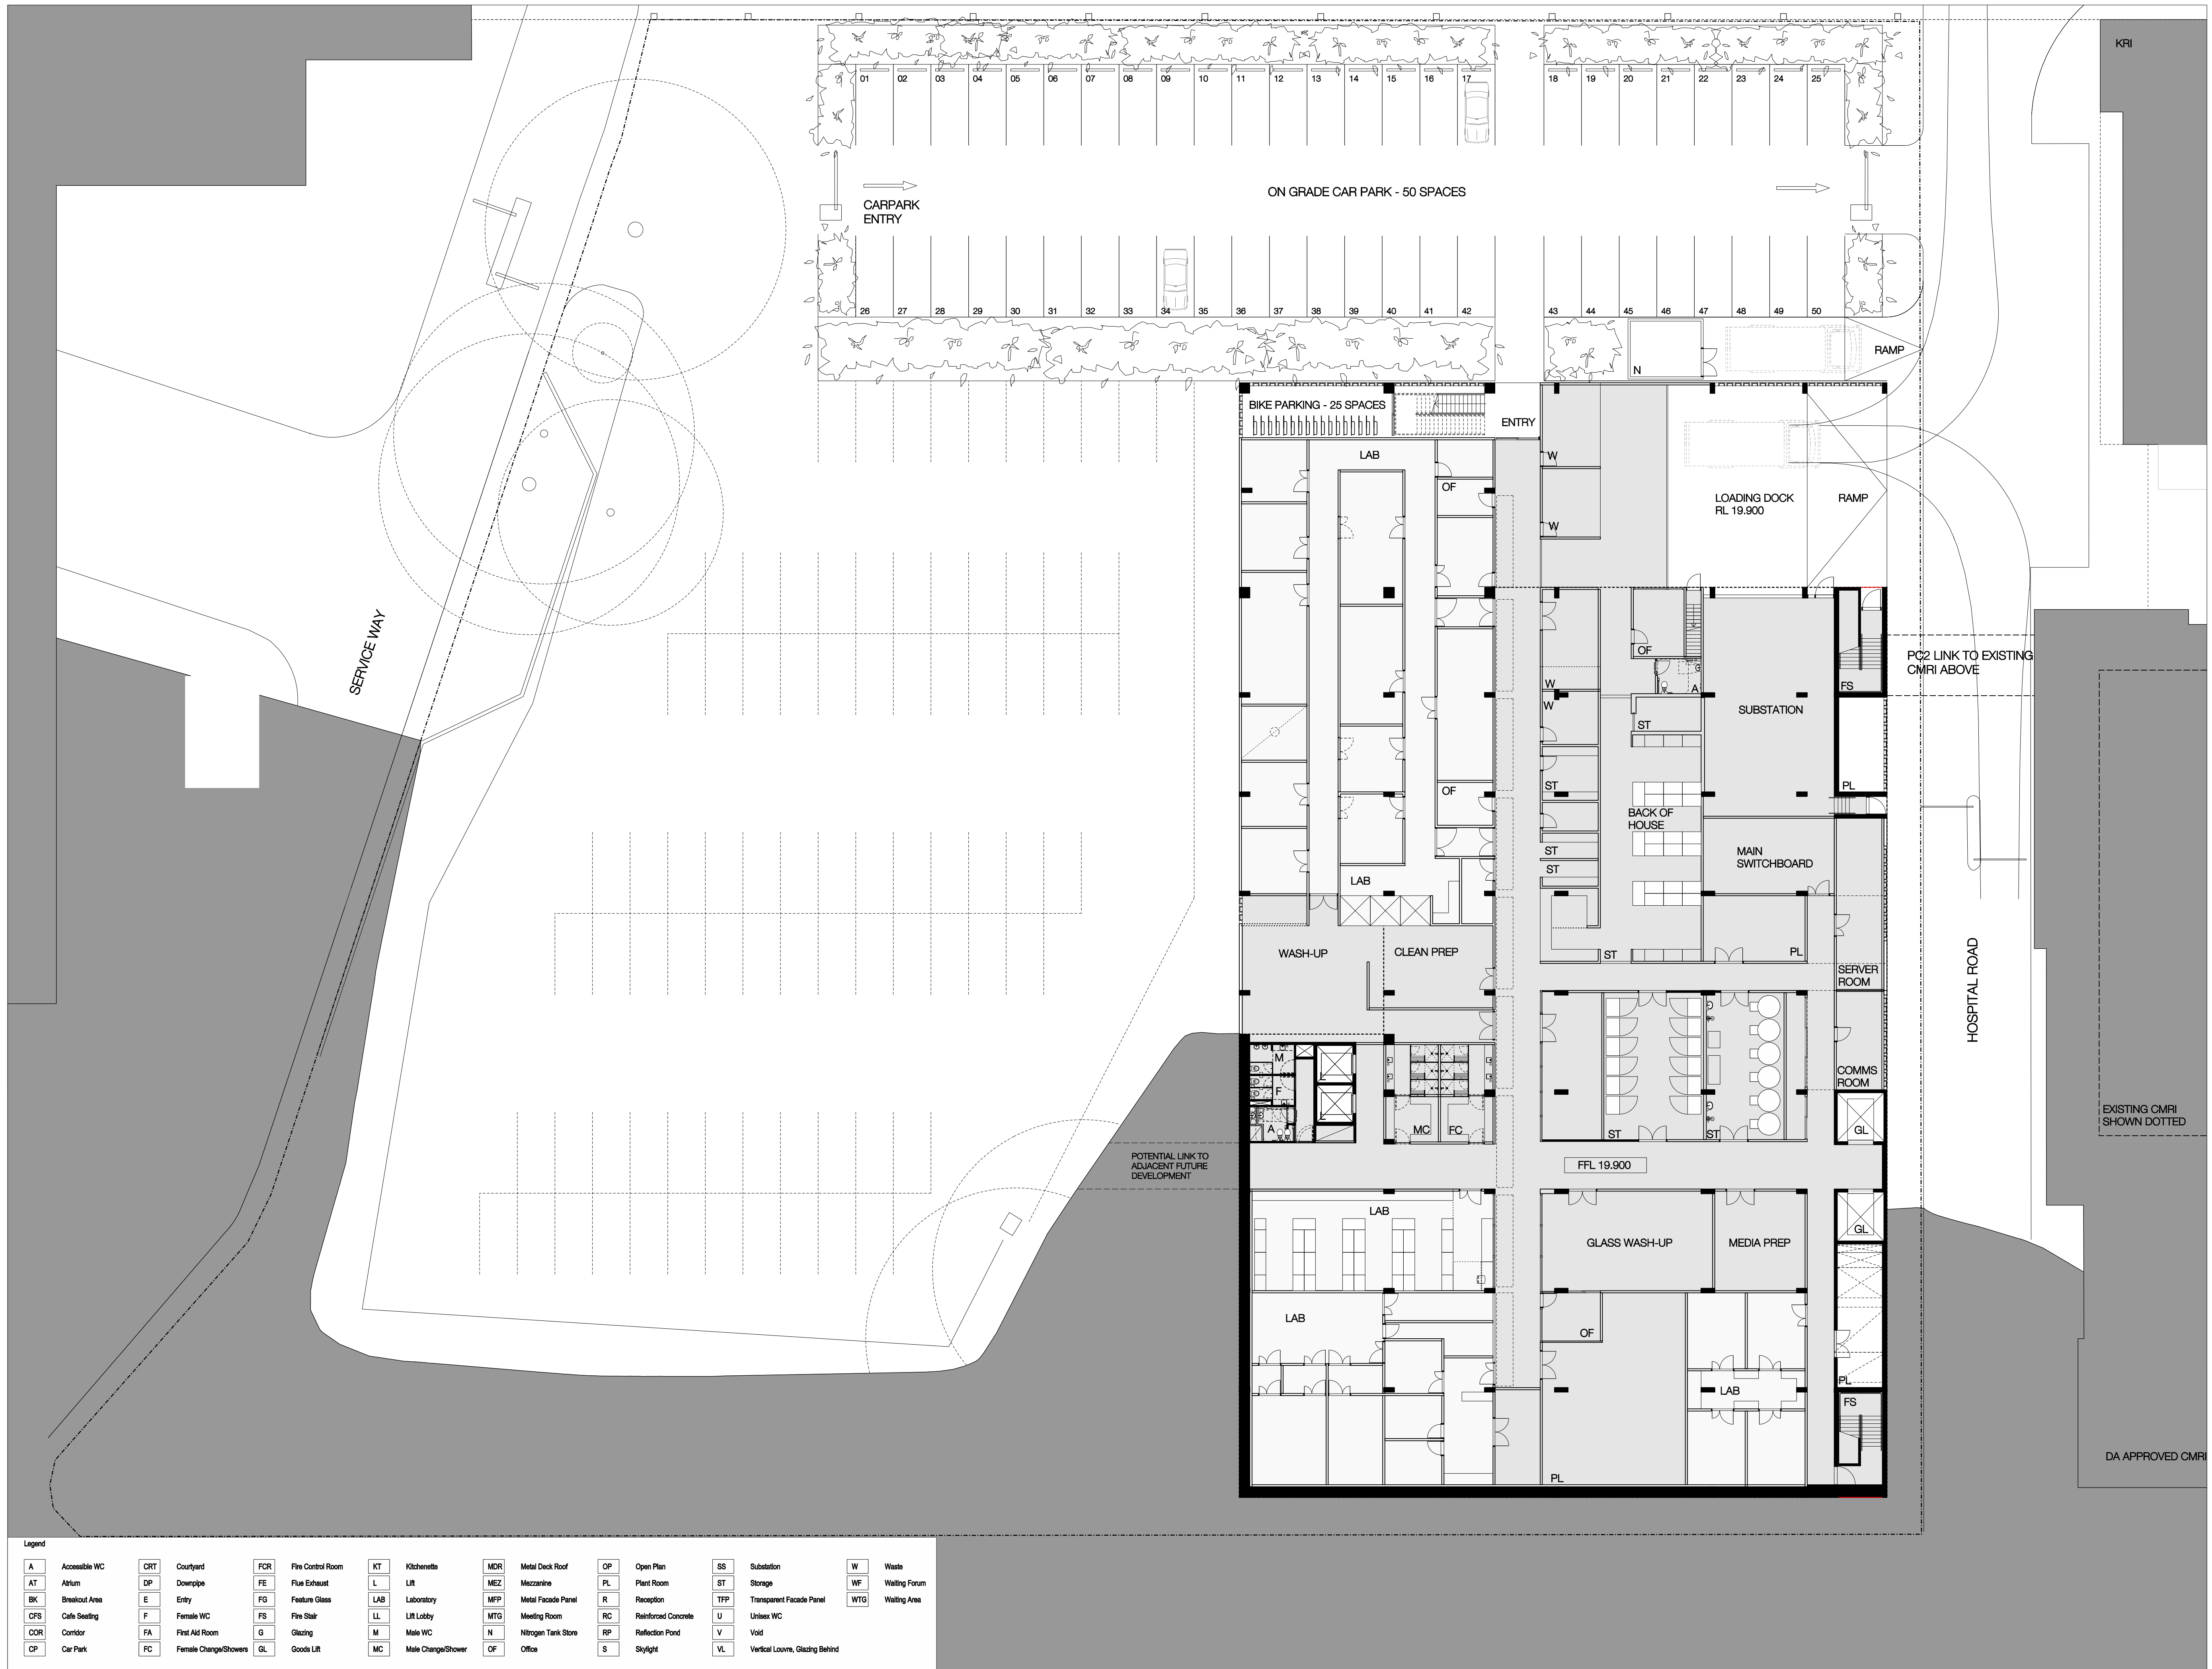 KRI
01 02 03 04 05 06 07 08 09 10 11 12 13 14 15 16 17 18 19 20 21 22 23 24 25
CARPARK
ENTRY
ON GRADE CAR PARK - 50 SPACES
26 27 28 29 30 31 32 33 34 35 36 37 38 39 40 41 42 43 44 45 46 47 48 49 50
RAMP
N
BIKE PARKING - 25 SPACES
ENTRY
LAB
W
OF
LOADING DOCK
RL 19.900
RAMP
W
SERVICE WAY
OF
PC2 LINK TO EXISTING
CMRI ABOVE
W
A
FS
W
SUBSTATION
ST
ST
PL
OF
BACK OF
HOUSE
ST
MAIN
SWITCHBOARD
ST
LAB
WASH-UP
CLEAN PREP
ST
PL
SERVER
ROOM
HOSPITAL ROAD
M
L
F
COMMS
ROOM
L
A
MC
FC
ST
ST
GL
EXISTING CMRI
SHOWN DOTTED
POTENTIAL LINK TO
ADJACENT FUTURE
DEVELOPMENT
FFL 19.900
LAB
GL
GLASS WASH-UP
MEDIA PREP
LAB
OF
PL
LAB
FS
DA APPROVED CMRI
PL
Legend
A Accessible WC
AT Atrium
BK Breakout Area
CFS Cafe Seating
COR Corridor
CP Car Park
CRT Courtyard
DP Downpipe
E Entry
F Female WC
FA First Aid Room
FC Female Change/Showers
FCR Fire Control Room
FE Flue Exhaust
FG Feature Glass
FS Fire Stair
G Glazing
GL Goods Lift
KT Kitchenette
L Lift
LAB Laboratory
LL Lift Lobby
M Male WC
MC Male Change/Shower
MDR Metal Deck Roof
MEZ Mezzanine
MFP Metal Facade Panel
MTG Meeting Room
N Nitrogen Tank Store
OF Office
OP Open Plan
PL Plant Room
R Reception
RC Reinforced Concrete
RP Reflection Pond
S Skylight
SS Substation
ST Storage
TFP Transparent Facade Panel
U Unisex WC
V Void
VL Vertical Louvre, Glazing Behind
W Waste
WF Waiting Forum
WTG Waiting Area